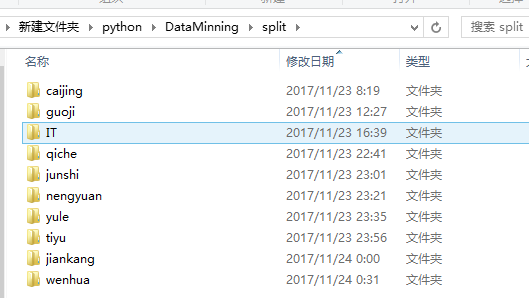 新建文件夹 python DataMinning split 搜索 split
名称 修改日期 类型
caijing 2017/11/23 8:19 文件夹
guoji 2017/11/23 12:27 文件夹
IT 2017/11/23 16:39 文件夹
qiche 2017/11/23 22:41 文件夹
junshi 2017/11/23 23:01 文件夹
nengyuan 2017/11/23 23:21 文件夹
yule 2017/11/23 23:35 文件夹
tiyu 2017/11/23 23:56 文件夹
jiankang 2017/11/24 0:00 文件夹
wenhua 2017/11/24 0:31 文件夹